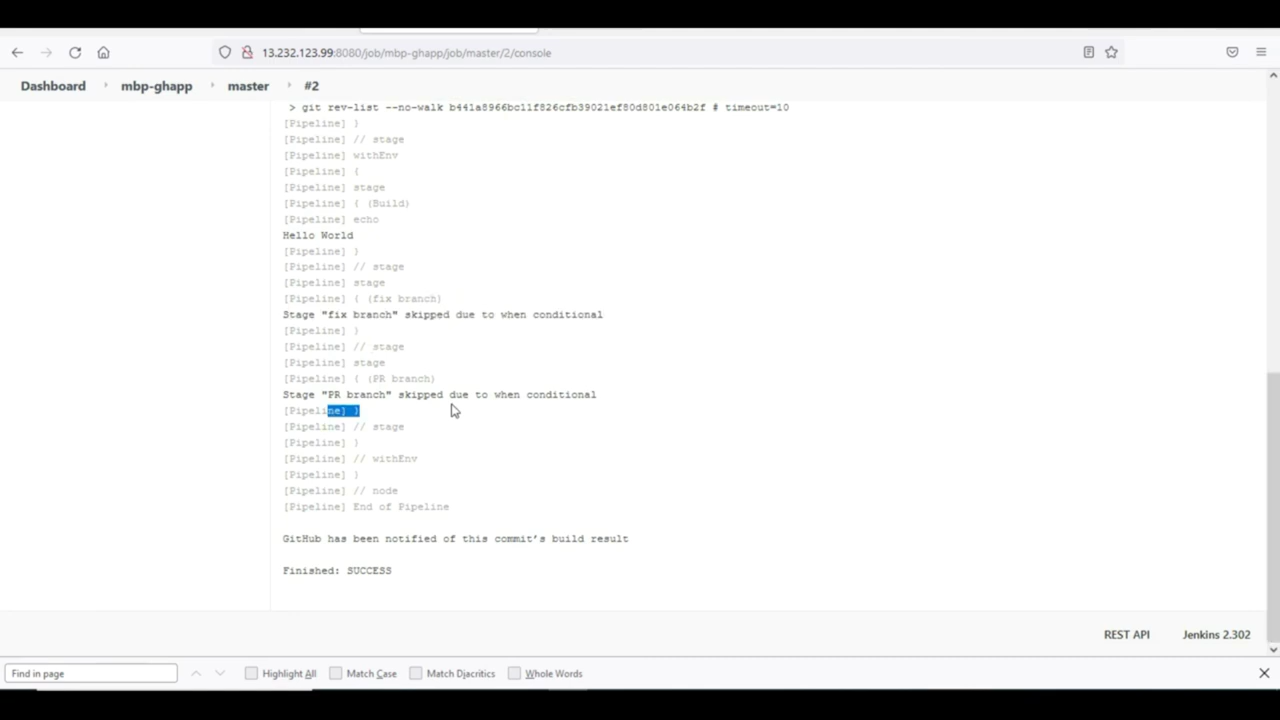 13.232.123.99:8080/job/mbp-ghapp/job/master/2/console
Dashboard mbp-ghapp master #2
> git rev-list --no-walk b441a8966bc11f826cfb39021ef80d801e064b2f # timeout=10
[Pipeline] }
[Pipeline] // stage
[Pipeline] withEnv
[Pipeline] {
[Pipeline] stage
[Pipeline] { (Build)
[Pipeline] echo
Hello World
[Pipeline] }
[Pipeline] // stage
[Pipeline] stage
[Pipeline] { (fix branch)
Stage "fix branch" skipped due to when conditional
[Pipeline] }
[Pipeline] // stage
[Pipeline] stage
[Pipeline] { (PR branch)
Stage "PR branch" skipped due to when conditional
[Pipeline] }
[Pipeline] // stage
[Pipeline] }
[Pipeline] // withEnv
[Pipeline] }
[Pipeline] // node
[Pipeline] End of Pipeline
GitHub has been notified of this commit's build result
Finished: SUCCESS
REST API Jenkins 2.302
Find in page Highlight All Match Case Match Diacritics Whole Words